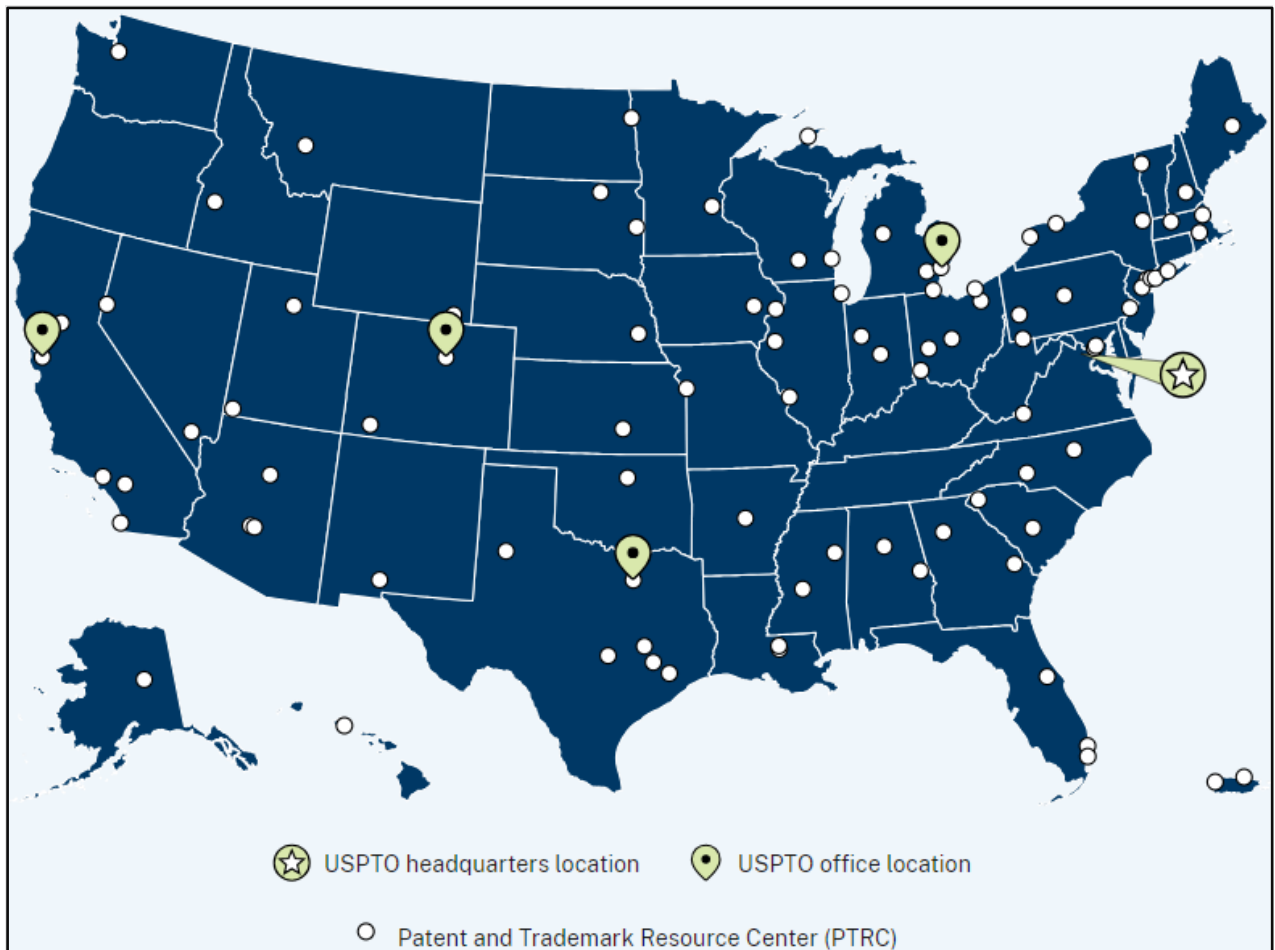 USPTO headquarters location
USPTO office location
Patent and Trademark Resource Center (PTRC)